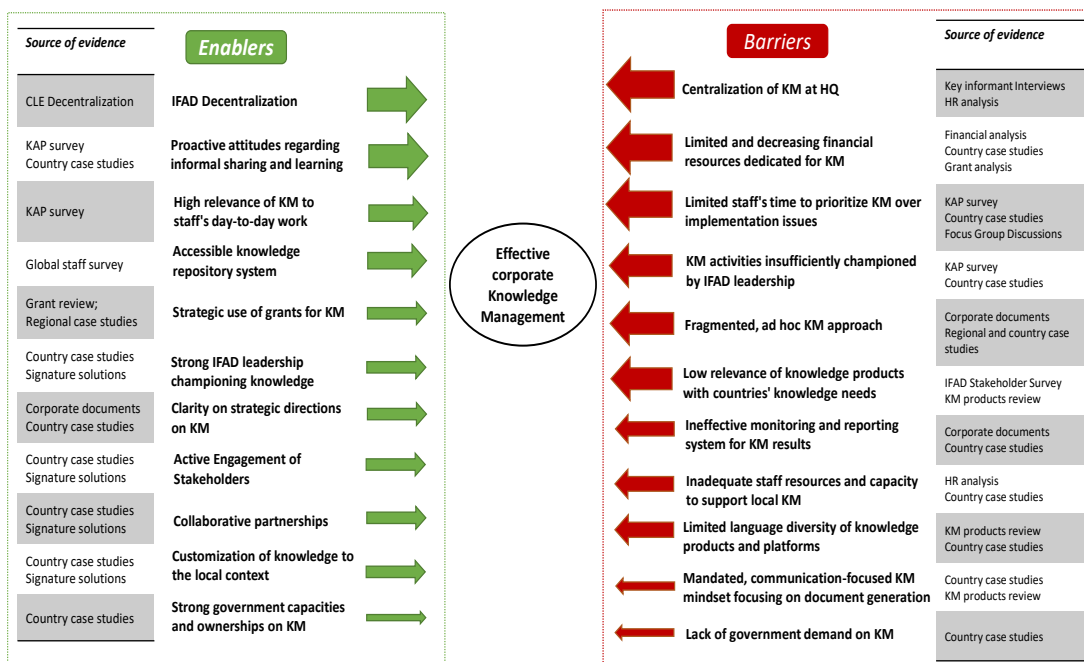 Source of evidence
Enablers
CLE Decentralization
IFAD Decentralization
KAP survey
Country case studies
Proactive attitudes regarding
informal sharing and learning
KAP survey
High relevance of KM to
staff's day-to-day work
Global staff survey
Accessible knowledge
repository system
Grant review;
Regional case studies
Strategic use of grants for KM
Country case studies
Signature solutions
Strong IFAD leadership
championing knowledge
Corporate documents
Country case studies
Clarity on strategic directions
on KM
Country case studies
Signature solutions
Active Engagement of
Stakeholders
Country case studies
Signature solutions
Collaborative partnerships
Country case studies
Signature solutions
Customization of knowledge to
the local context
Country case studies
Strong government capacities
and ownerships on KM
Effective
corporate
Knowledge
Management
Barriers
Source of evidence
Centralization of KM at HQ
Key informant Interviews
HR analysis
Limited and decreasing financial
resources dedicated for KM
Financial analysis
Country case studies
Grant analysis
Limited staff's time to prioritize KM over
implementation issues
KAP survey
Country case studies
Focus Group Discussions
KM activities insufficiently championed
by IFAD leadership
KAP survey
Country case studies
Fragmented, ad hoc KM approach
Corporate documents
Regional and country case
studies
Low relevance of knowledge products
with countries' knowledge needs
IFAD Stakeholder Survey
KM products review
Ineffective monitoring and reporting
system for KM results
Corporate documents
Country case studies
Inadequate staff resources and capacity
to support local KM
HR analysis
Country case studies
Limited language diversity of knowledge
products and platforms
KM products review
Country case studies
Mandated, communication-focused KM
mindset focusing on document generation
Country case studies
KM products review
Lack of government demand on KM
Country case studies